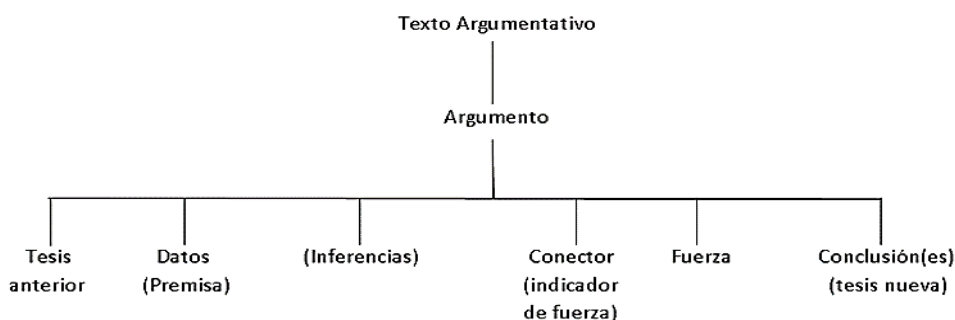 Texto Argumentativo
Argumento
Tesis anterior
Datos (Premisa)
(Inferencias)
Conector (indicador de fuerza)
Fuerza
Conclusión(es) (tesis nueva)